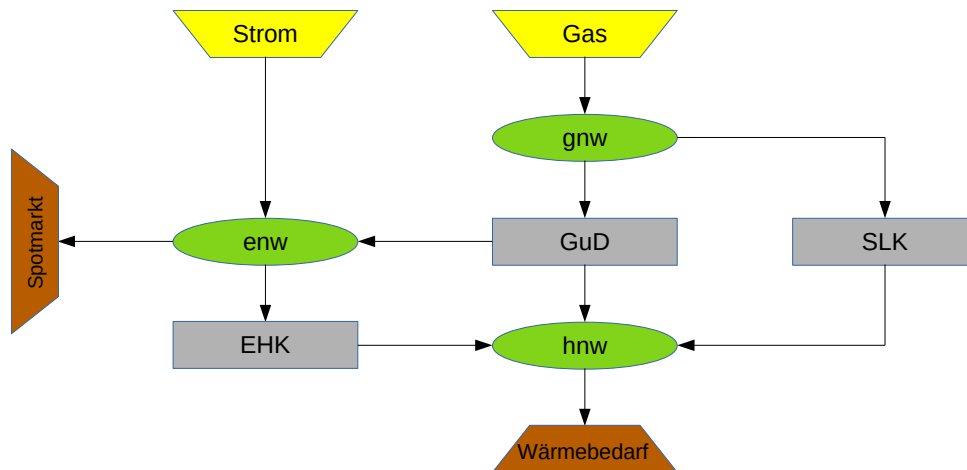 Strom
Gas
gnw
Spotmarkt
enw
GuD
SLK
EHK
hnw
Wärmebedarf